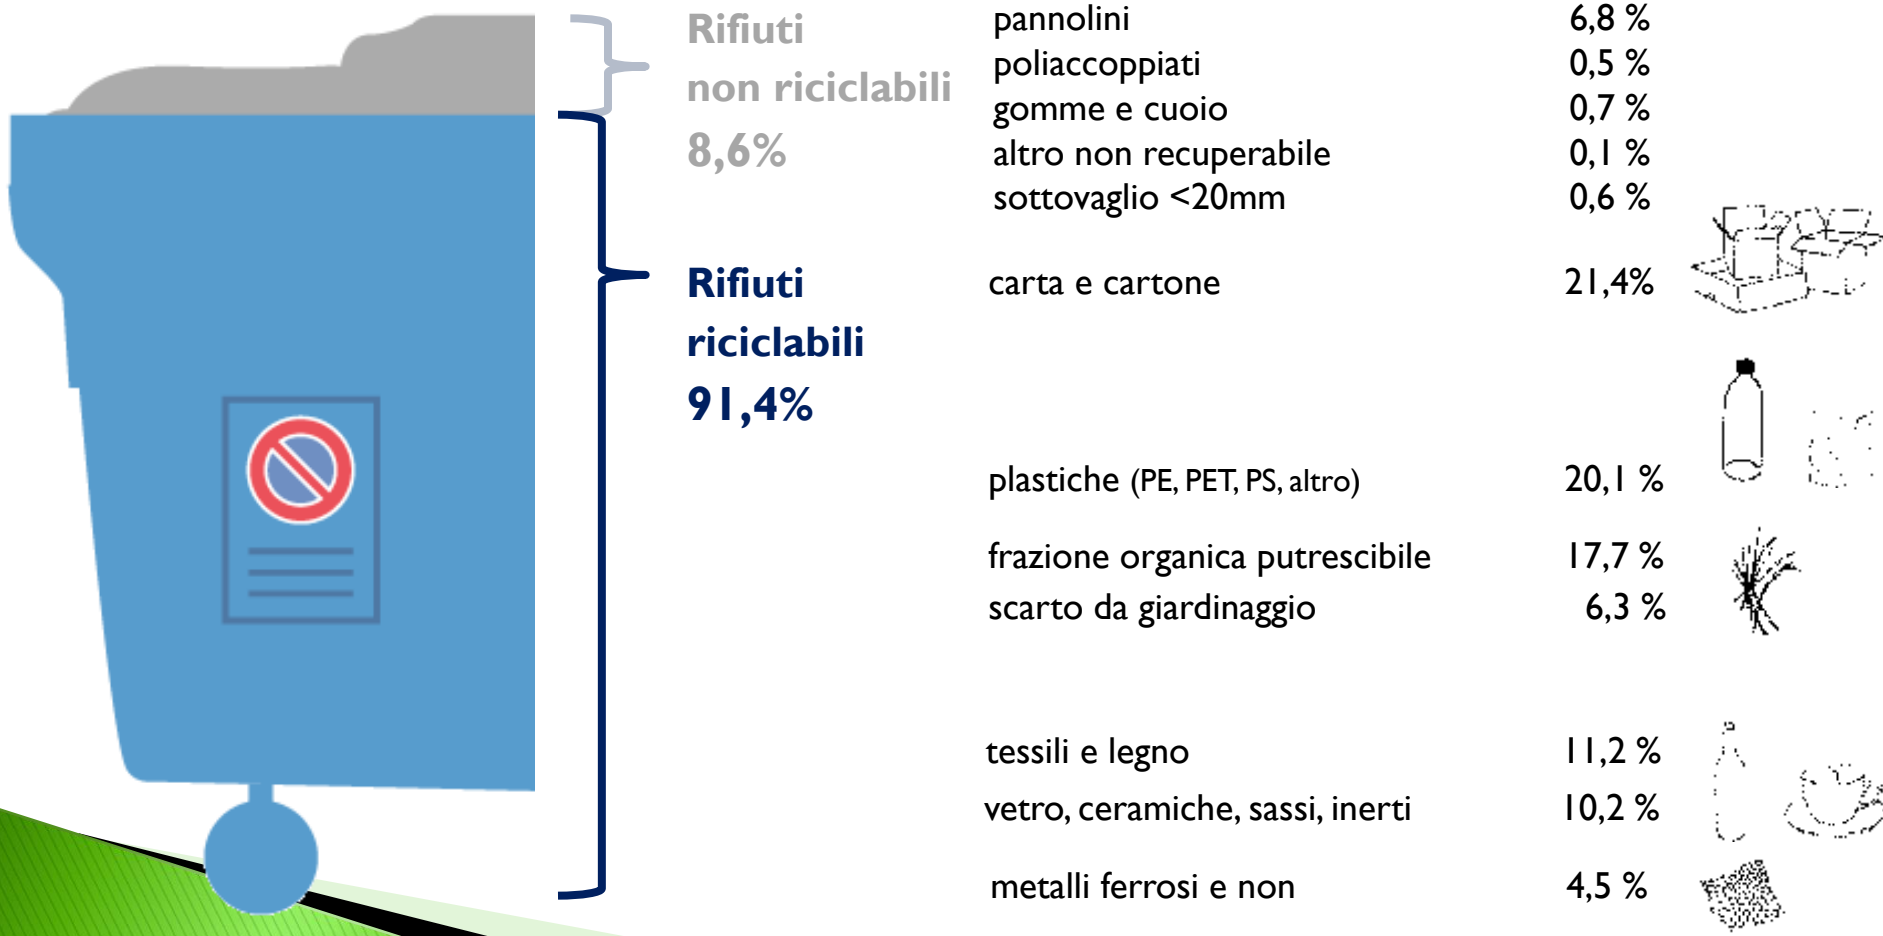 Rifiuti
non riciclabili
8,6%
pannolini 6,8 %
poliaccoppiati 0,5 %
gomme e cuoio 0,7 %
altro non recuperabile 0,1 %
sottovaglio <20mm 0,6 %
Rifiuti
riciclabili
91,4%
carta e cartone 21,4%
plastiche (PE, PET, PS, altro) 20,1 %
frazione organica putrescibile 17,7 %
scarto da giardinaggio 6,3 %
tessili e legno 11,2 %
vetro, ceramiche, sassi, inerti 10,2 %
metalli ferrosi e non 4,5 %